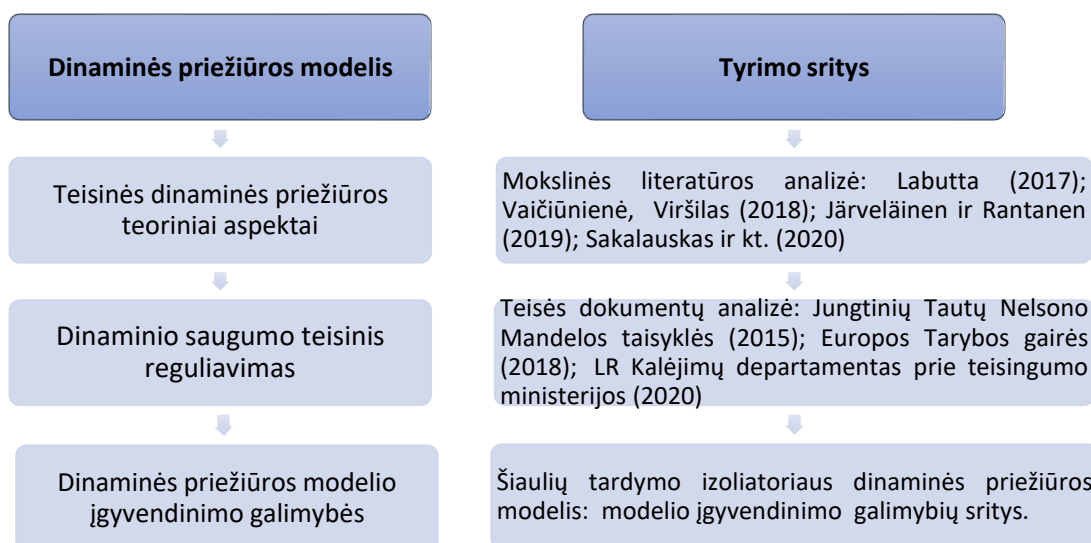 Dinaminės priežiūros modelis
Teisinės dinaminės priežiūros
teoriniai aspektai
Dinaminio saugumo teisinis
reguliavimas
Dinaminės priežiūros modelio
įgyvendinimo galimybės
Tyrimo sritys
Mokslinės literatūros analizė: Labutta (2017);
Vaičiūnienė, Viršilas (2018); Järveläinen ir Rantanen
(2019); Sakalauskas ir kt. (2020)
Teisės dokumentų analizė: Jungtinių Tautų Nelsono
Mandelos taisyklės (2015); Europos Tarybos gairės
(2018); LR Kalėjimų departamentas prie teisingumo
ministerijos (2020)
Šiaulių tardymo izoliatoriaus dinaminės priežiūros
modelis: modelio įgyvendinimo galimybių sritys.